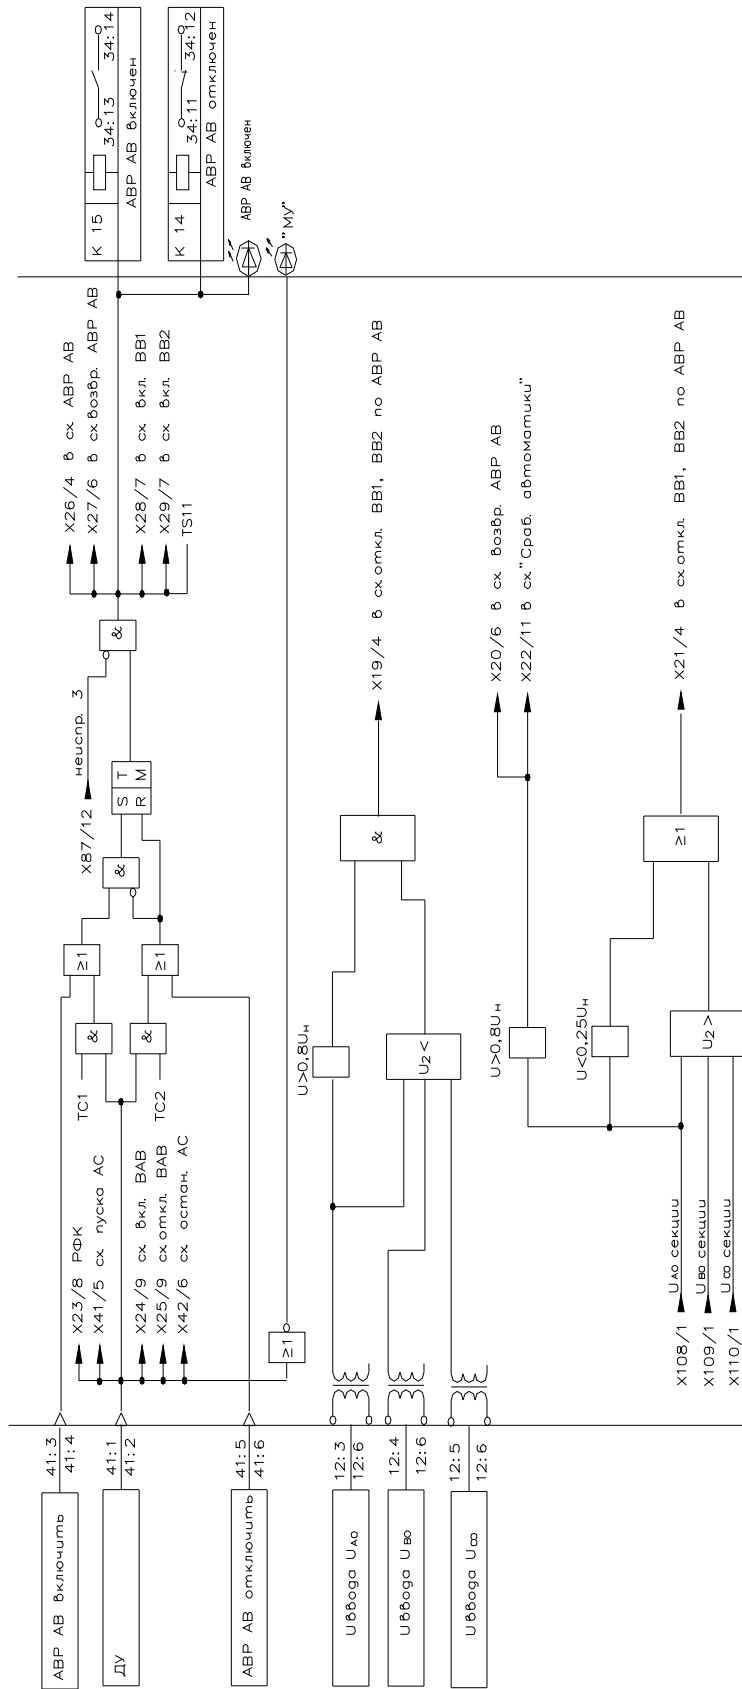 АВР АВ включить
41:3
41:4
ДУ
41:1
41:2
АВР АВ отключить
41:5
41:6
U ввода UАО
12:3
12:6
U ввода UВО
12:4
12:6
U ввода UСО
12:5
12:6
X23/8 РФК
X41/5 сх. пуска АС
X24/9 сх. вкл. ВАВ
X25/9 сх.откл. ВАВ
X42/6 сх. остан. АС
≥1
TC1
TC2
&
&
≥1
≥1
&
S T
R M
X87/12
неиспр. 3
&
X26/4 в сх. АВР АВ
X27/6 в сх.возвр. АВР АВ
X28/7 в сх. вкл. ВВ1
X29/7 в сх. вкл. ВВ2
TS11
К 15
34:13 34:14
АВР АВ включен
К 14
34:11 34:12
АВР АВ отключен
АВР АВ включен
"МУ"
U>0,8Uн
U2 <
&
X19/4 в сх.откл. ВВ1, ВВ2 по АВР АВ
U>0,8Uн
X20/6 в сх. возвр. АВР АВ
X22/11 в сх."Сраб. автоматики"
U<0,25Uн
U2 >
≥1
X21/4 в сх.откл. ВВ1, ВВ2 по АВР АВ
X108/1
UАО секции
X109/1
UВО секции
X110/1
UСО секции